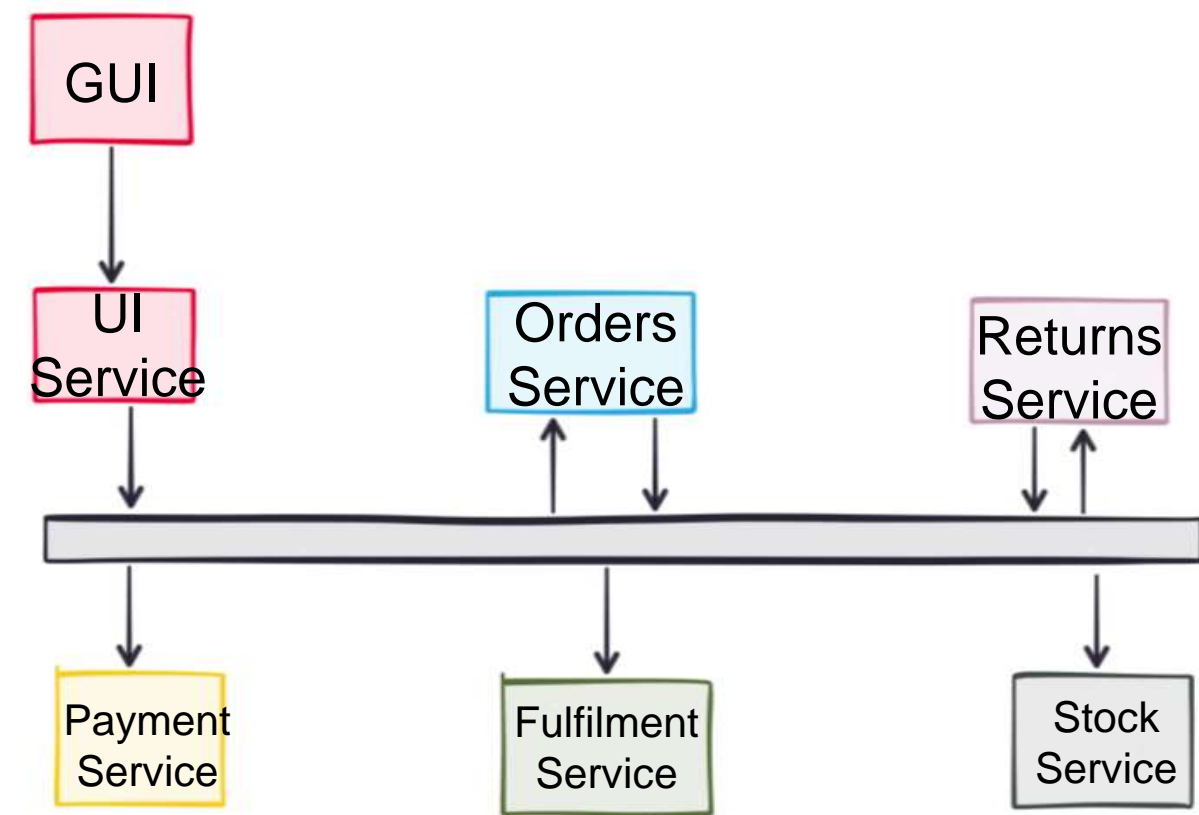 GUI
UI
Service
Orders
Service
Returns
Service
Payment
Service
Fulfilment
Service
Stock
Service